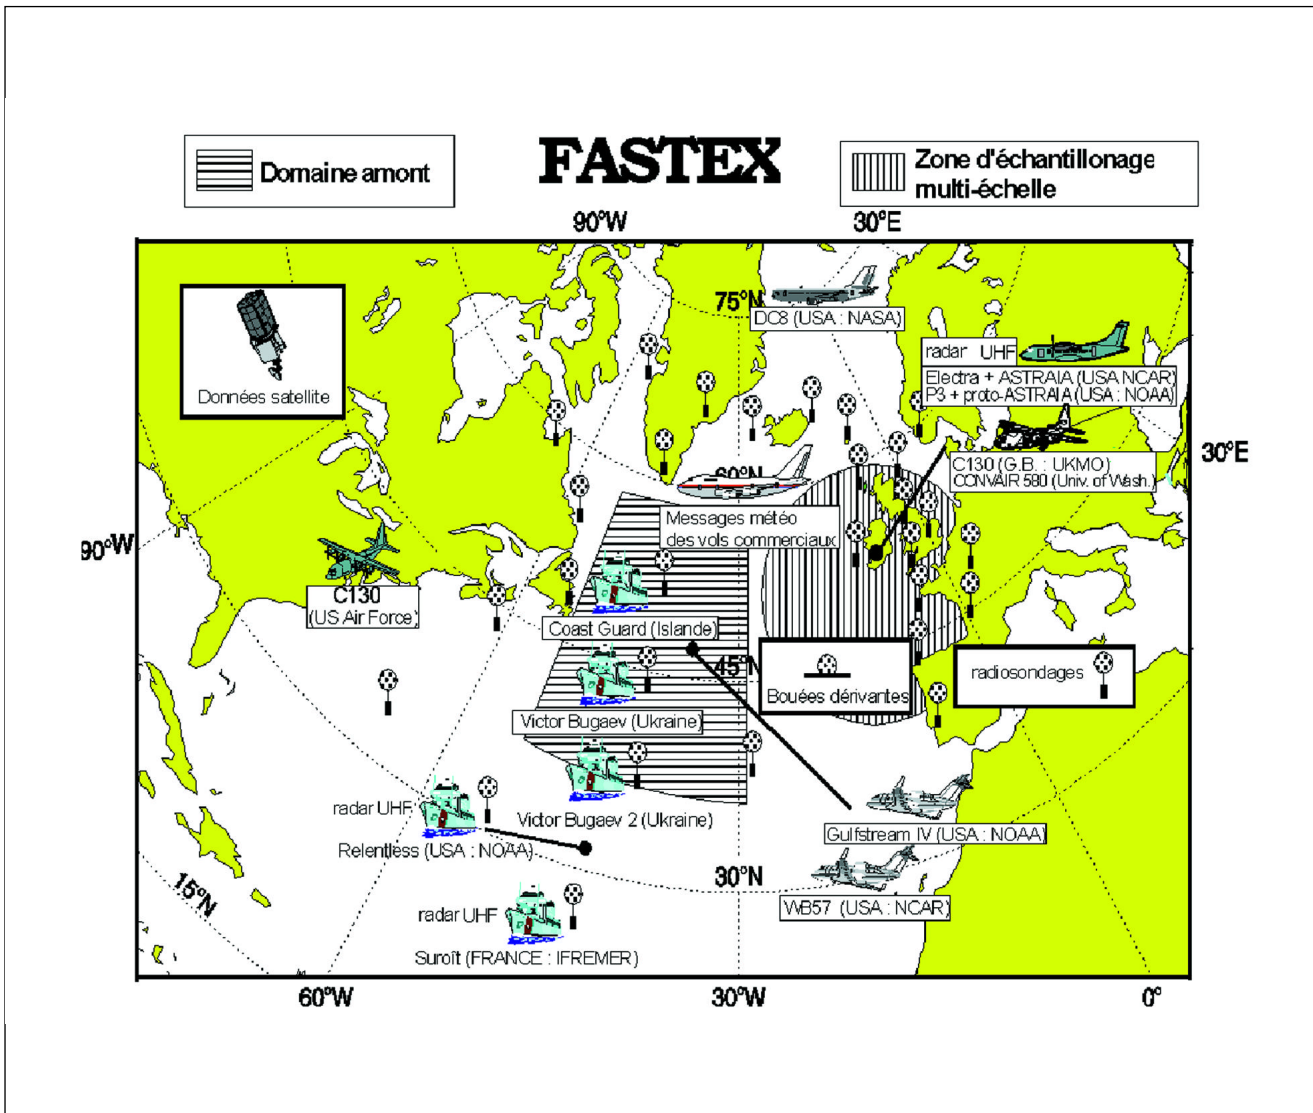 FASTEX
Domaine amont
Zone d'échantillonage
multi-échelle
90°W
30°E
75°N
DC8 (USA : NASA)
radar UHF
Electra + ASTRAIA (USA NCAR)
P3 + proto-ASTRAIA (USA : NOAA)
Données satellite
C130 (G.B. : UKMO)
CONVAIR 580 (Univ. of Wash.)
30°E
60°N
Messages météo
des vols commerciaux
90°W
C130
(US Air Force)
Coast Guard (Islande)
45°N
Bouées dérivantes
radiosondages
Victor Bugaev (Ukraine)
radar UHF
Victor Bugaev 2 (Ukraine)
Gulfstream IV (USA : NOAA)
Relentless (USA : NOAA)
15°N
30°N
WB57 (USA : NCAR)
radar UHF
Suroît (FRANCE : IFREMER)
60°W
30°W
0°